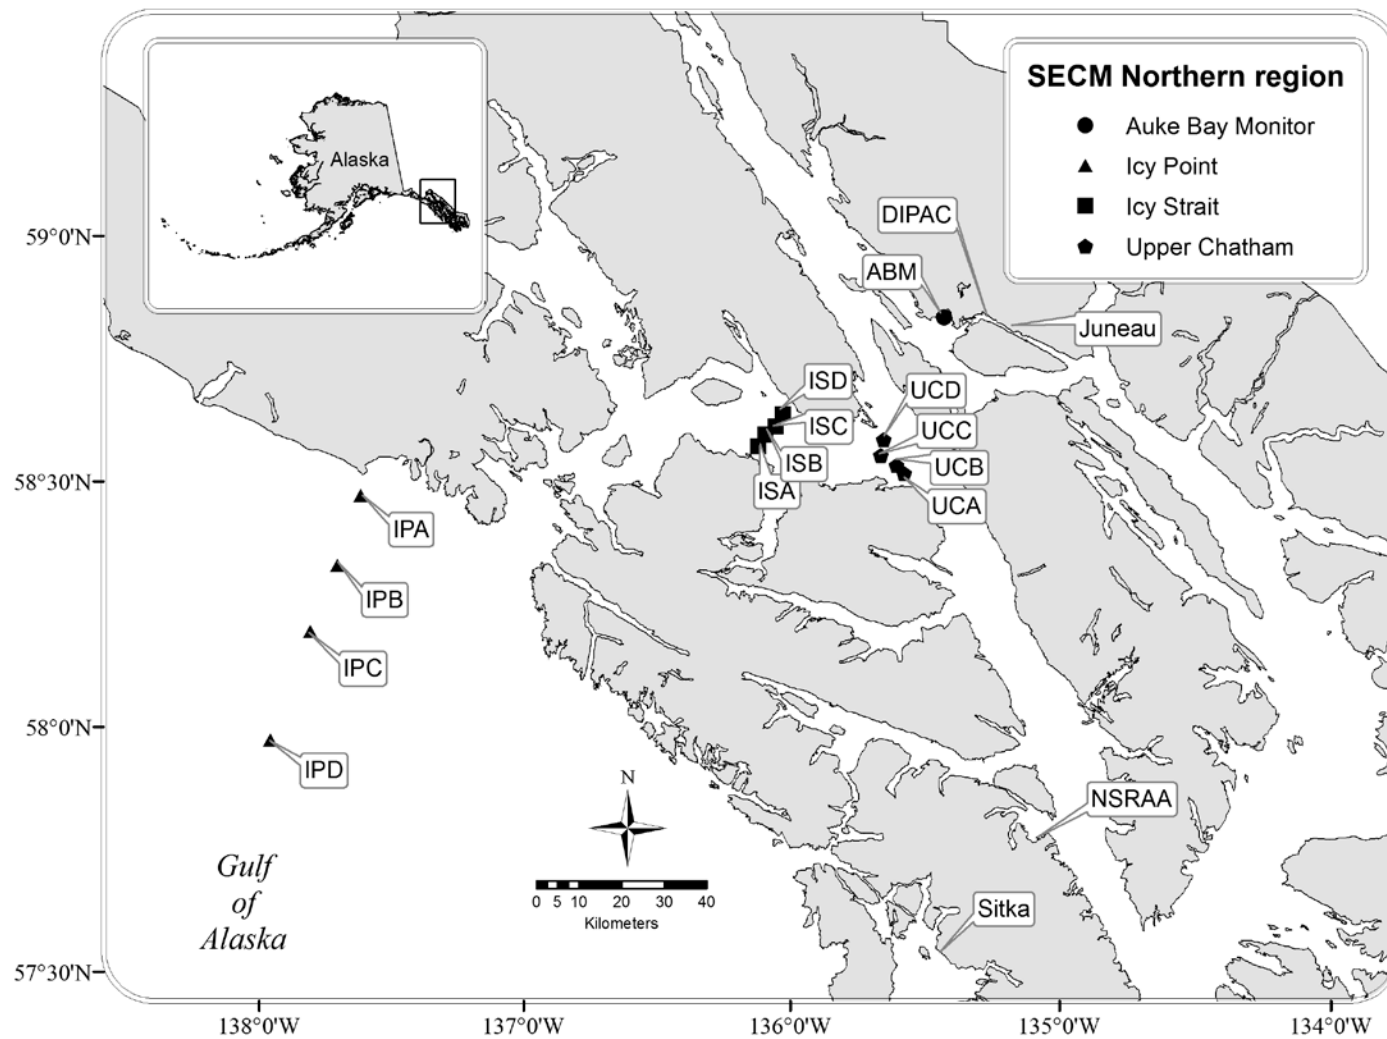 SECM Northern region
Auke Bay Monitor
Icy Point
Icy Strait
Upper Chatham
Alaska
59°0'N
58°30'N
58°0'N
57°30'N
DIPAC
ABM
Juneau
ISD
ISC
ISB
ISA
UCD
UCC
UCB
UCA
IPA
IPB
IPC
IPD
NSRAA
Sitka
N
0 5 10 20 30 40
Kilometers
Gulf
of
Alaska
138°0'W 137°0'W 136°0'W 135°0'W 134°0'W